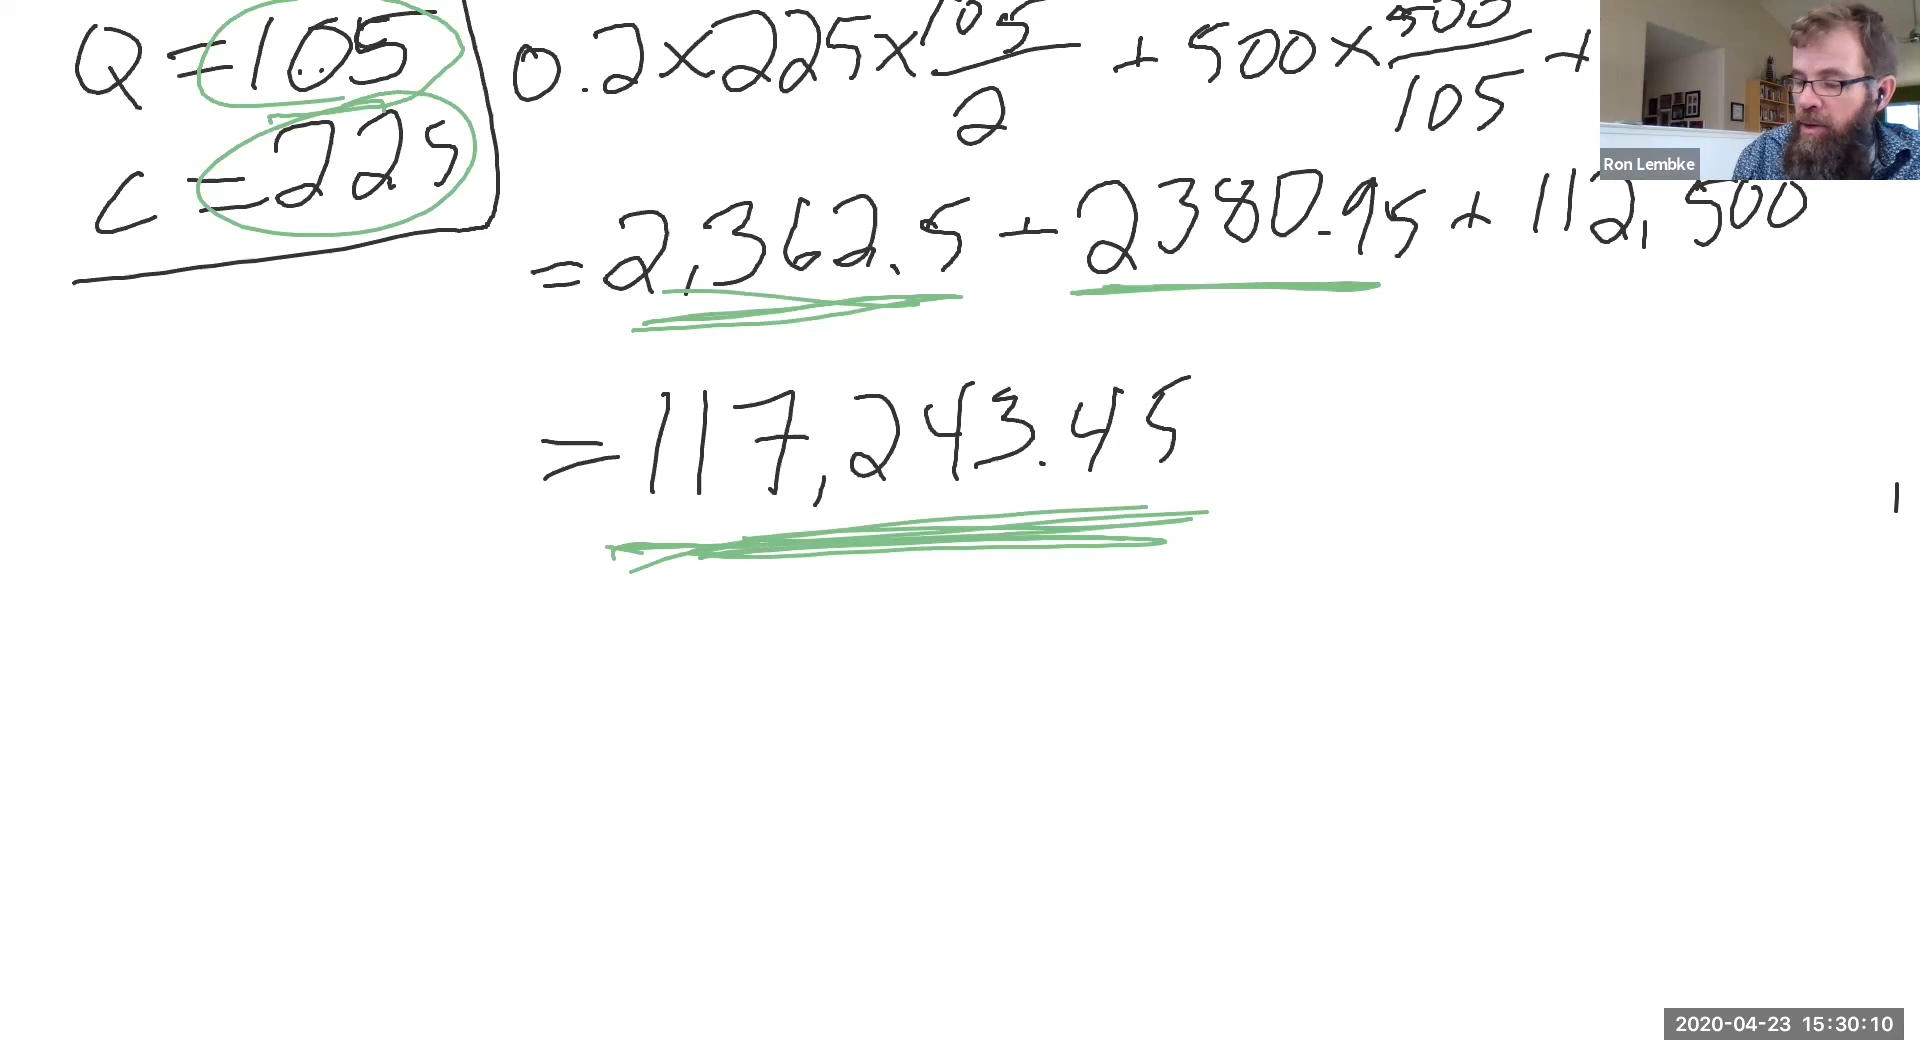 Q = 105
0.2 × 225 × 105/2 + 500 × 500/105 +
C = 225
Ron Lembke
= 2,362.5 + 2380.95 + 112,500
= 117,243.45
2020-04-23 15:30:10